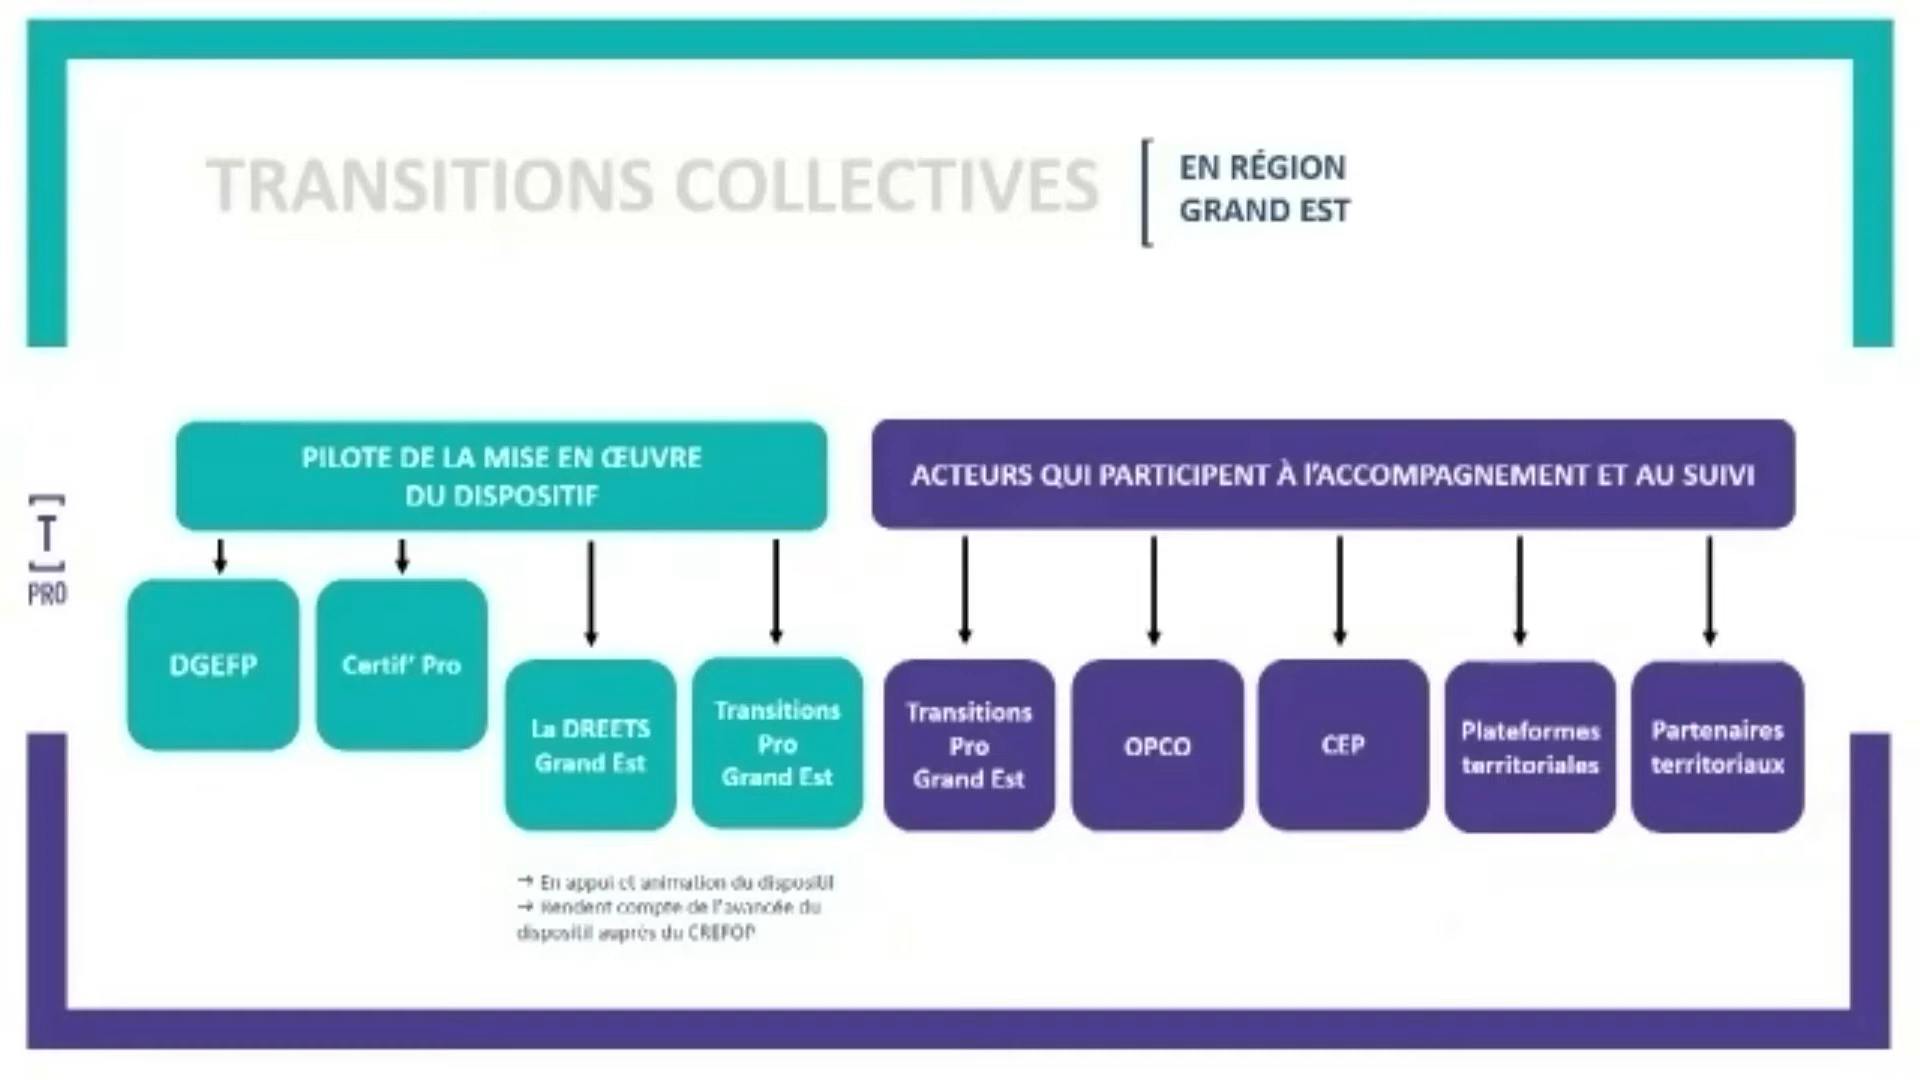 TRANSITIONS COLLECTIVES
EN RÉGION
GRAND EST
PILOTE DE LA MISE EN ŒUVRE
DU DISPOSITIF
ACTEURS QUI PARTICIPENT À l'ACCOMPAGNEMENT ET AU SUIVI
[T]
PRO
DGEFP
Certif' Pro
La DREETS
Grand Est
Transitions
Pro
Grand Est
Transitions
Pro
Grand Est
OPCO
CEP
Plateformes
territoriales
Partenaires
territoriaux
→ En appui et animation du dispositif
→ Rendent compte de l'avancée du
dispositif auprès du CREFOP